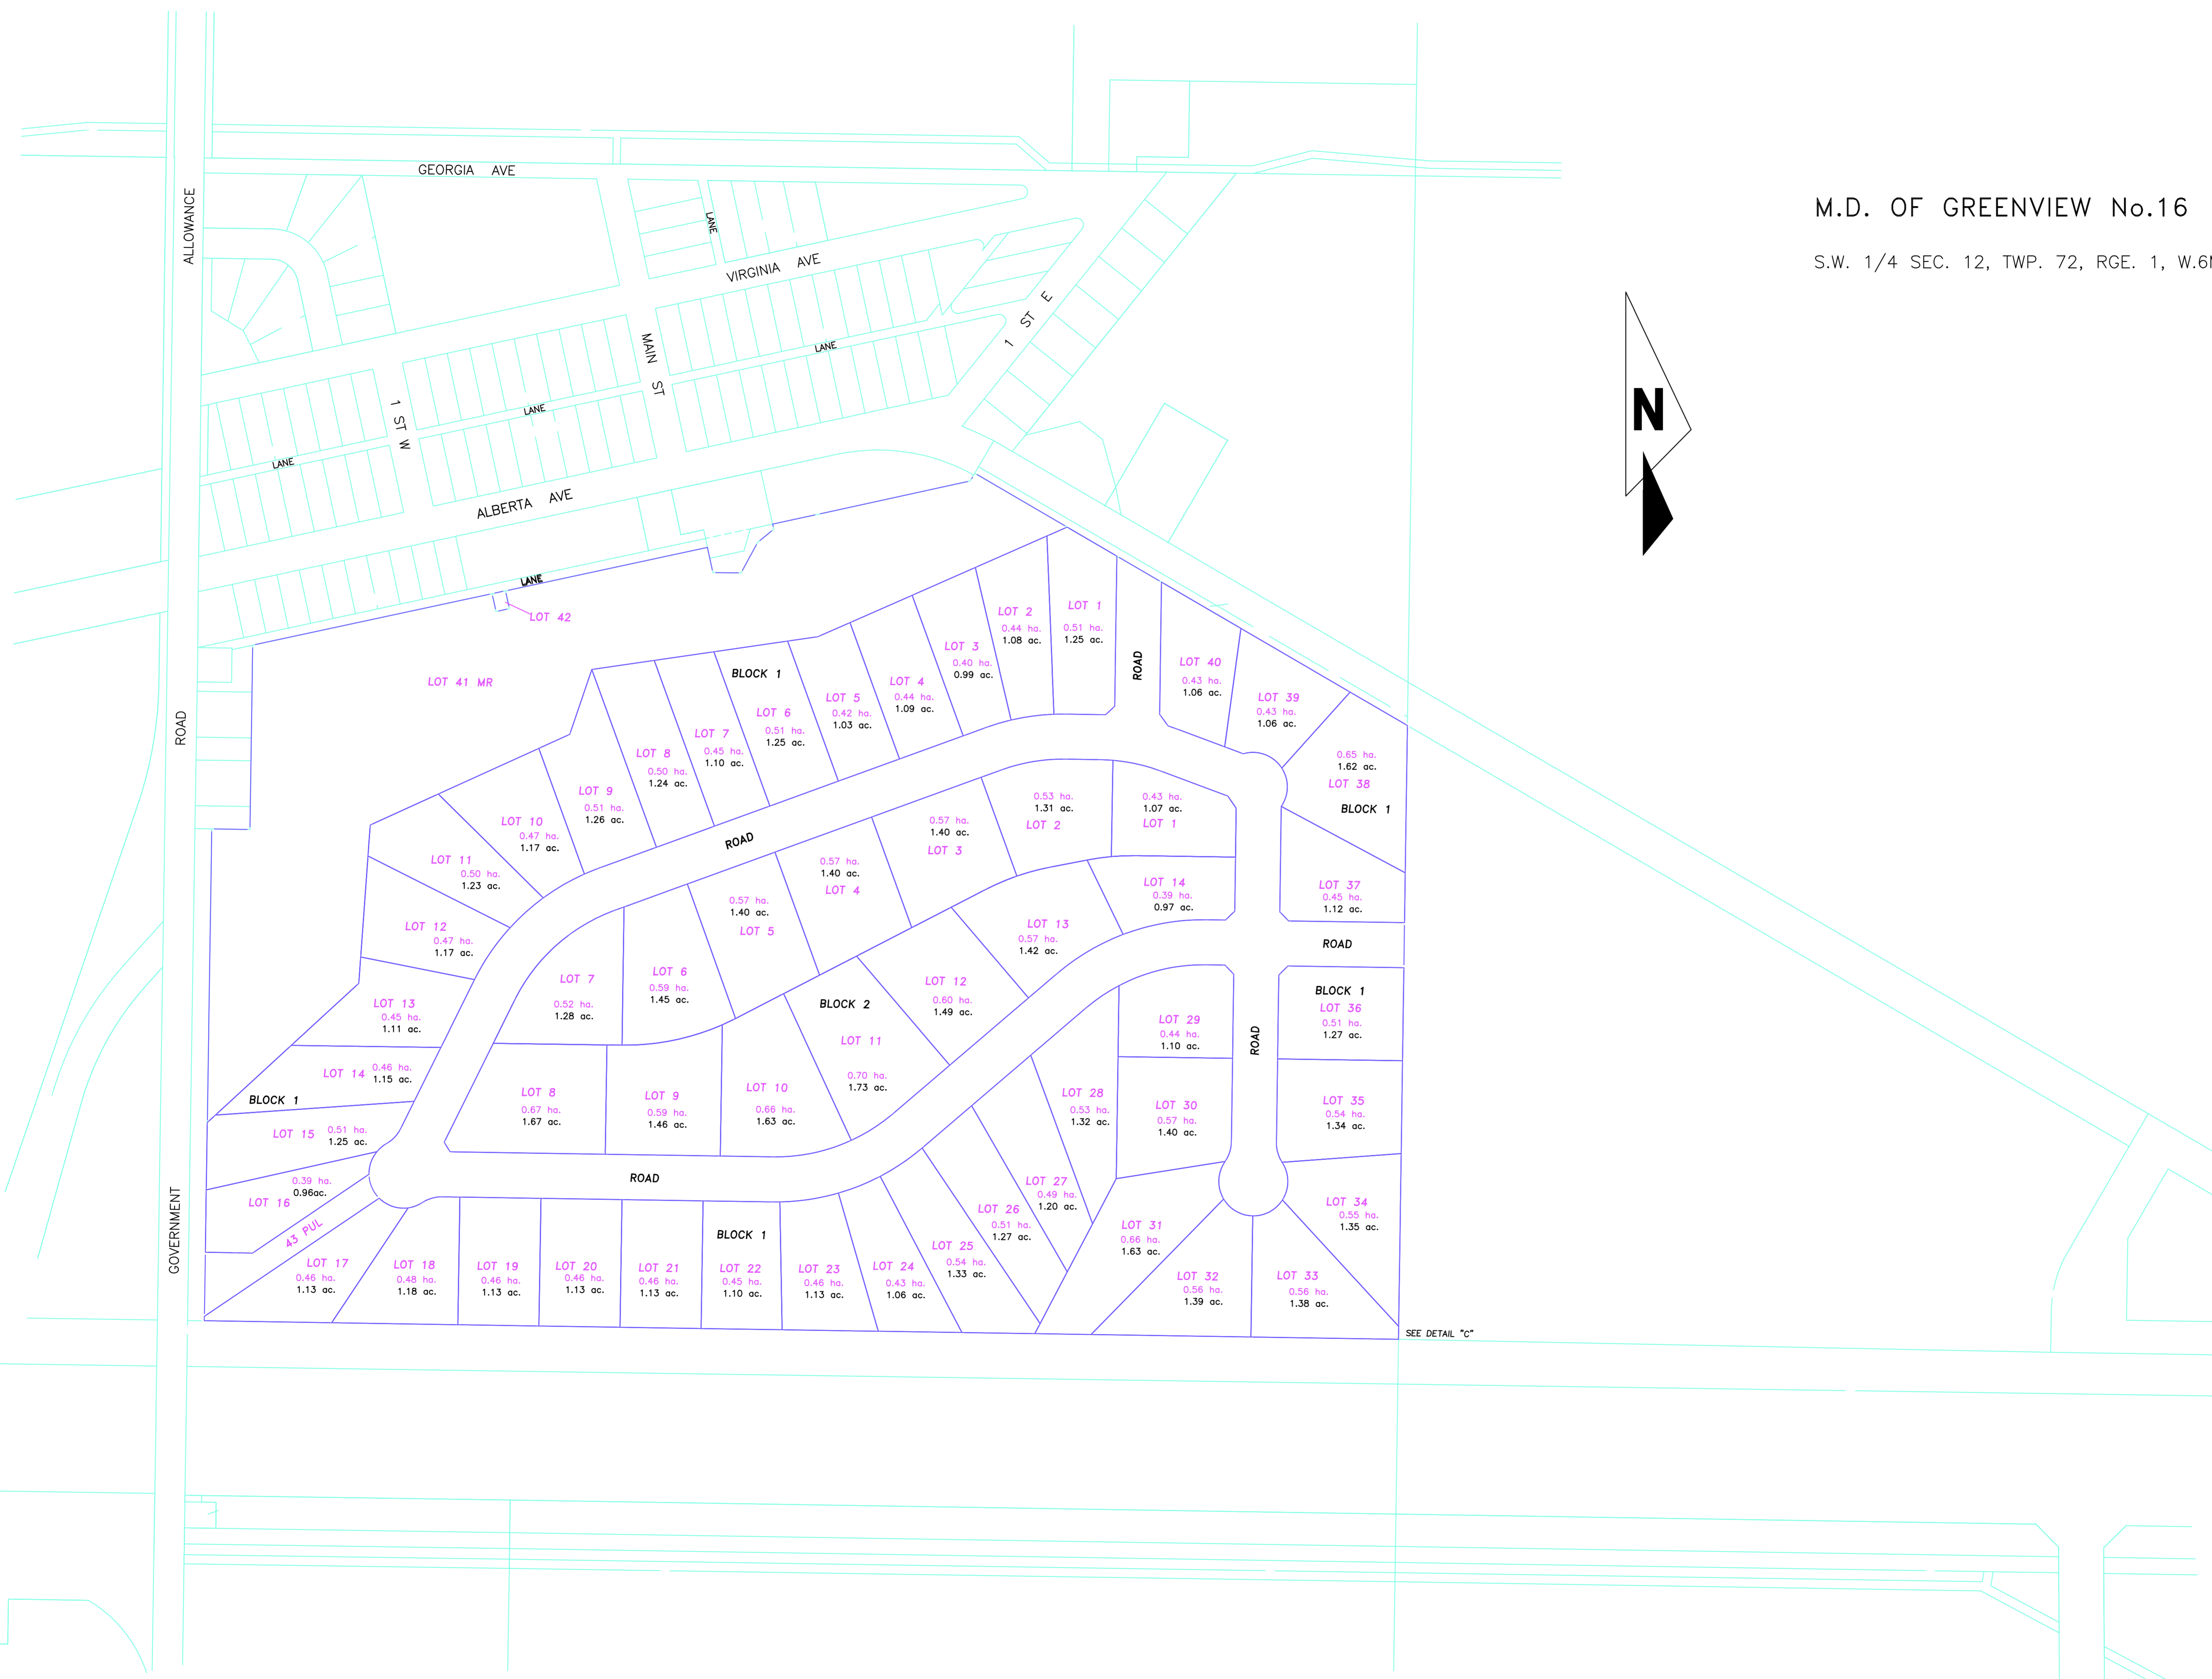 M.D. OF GREENVIEW No.16
S.W. 1/4 SEC. 12, TWP. 72, RGE. 1, W.6
N
GEORGIA AVE
ALLOWANCE
LANE
VIRGINIA AVE
1 ST E
MAIN ST
LANE
1 ST W
LANE
LANE
ALBERTA AVE
LANE
LOT 42
LOT 41 MR
ROAD
GOVERNMENT
BLOCK 1
LOT 1
0.51 ha.
1.25 ac.
LOT 2
0.44 ha.
1.08 ac.
LOT 3
0.40 ha.
0.99 ac.
LOT 4
0.44 ha.
1.09 ac.
LOT 5
0.42 ha.
1.03 ac.
LOT 6
0.51 ha.
1.25 ac.
LOT 7
0.45 ha.
1.10 ac.
LOT 8
0.50 ha.
1.24 ac.
LOT 9
0.51 ha.
1.26 ac.
LOT 10
0.47 ha.
1.17 ac.
LOT 11
0.50 ha.
1.23 ac.
LOT 12
0.47 ha.
1.17 ac.
LOT 13
0.45 ha.
1.11 ac.
LOT 14
0.46 ha.
1.15 ac.
BLOCK 1
LOT 15
0.51 ha.
1.25 ac.
LOT 16
0.39 ha.
0.96ac.
43 PUL
LOT 17
0.46 ha.
1.13 ac.
LOT 18
0.48 ha.
1.18 ac.
LOT 19
0.46 ha.
1.13 ac.
LOT 20
0.46 ha.
1.13 ac.
LOT 21
0.46 ha.
1.13 ac.
BLOCK 1
LOT 22
0.45 ha.
1.10 ac.
LOT 23
0.46 ha.
1.13 ac.
LOT 24
0.43 ha.
1.06 ac.
LOT 25
0.54 ha.
1.33 ac.
LOT 26
0.51 ha.
1.27 ac.
LOT 27
0.49 ha.
1.20 ac.
LOT 28
0.53 ha.
1.32 ac.
LOT 29
0.44 ha.
1.10 ac.
LOT 30
0.57 ha.
1.40 ac.
LOT 31
0.66 ha.
1.63 ac.
LOT 32
0.56 ha.
1.39 ac.
LOT 33
0.56 ha.
1.38 ac.
LOT 34
0.55 ha.
1.35 ac.
LOT 35
0.54 ha.
1.34 ac.
BLOCK 1
LOT 36
0.51 ha.
1.27 ac.
LOT 37
0.45 ha.
1.12 ac.
0.65 ha.
1.62 ac.
LOT 38
BLOCK 1
LOT 39
0.43 ha.
1.06 ac.
LOT 40
0.43 ha.
1.06 ac.
ROAD
ROAD
ROAD
ROAD
ROAD
0.43 ha.
1.07 ac.
LOT 1
0.53 ha.
1.31 ac.
LOT 2
0.57 ha.
1.40 ac.
LOT 3
0.57 ha.
1.40 ac.
LOT 4
0.57 ha.
1.40 ac.
LOT 5
LOT 6
0.59 ha.
1.45 ac.
LOT 7
0.52 ha.
1.28 ac.
LOT 8
0.67 ha.
1.67 ac.
LOT 9
0.59 ha.
1.46 ac.
LOT 10
0.66 ha.
1.63 ac.
BLOCK 2
LOT 11
0.70 ha.
1.73 ac.
LOT 12
0.60 ha.
1.49 ac.
LOT 13
0.57 ha.
1.42 ac.
LOT 14
0.39 ha.
0.97 ac.
SEE DETAIL "C"